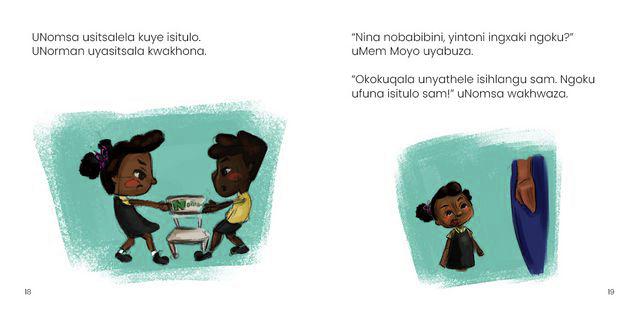 UNomsa usitsalela kuye isitulo.
UNorman uyasitsala kwakhona.
18
“Nina nobabibini, yintoni ingxaki ngoku?”
uMem Moyo uyabuza.
“Okokuqala unyathele isihlangu sam. Ngoku
ufuna isitulo sam!” uNomsa wakhwaza.
19